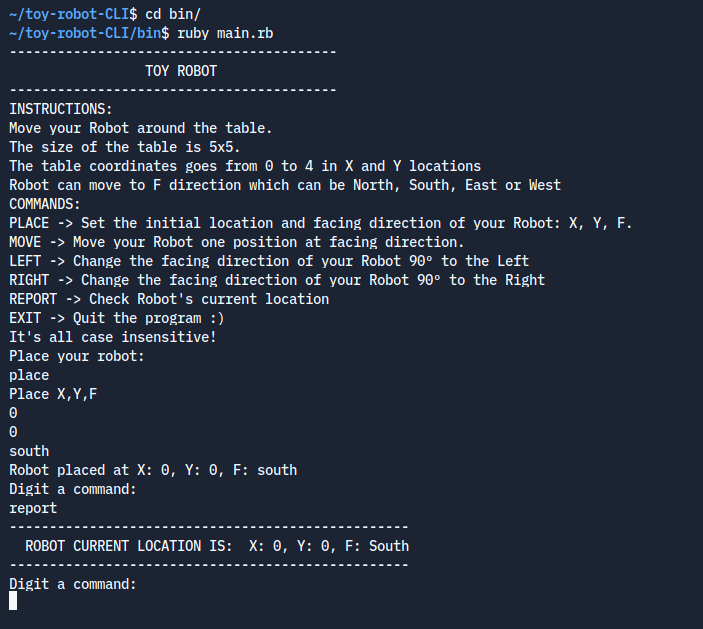 ~/toy-robot-CLI$ cd bin/
~/toy-robot-CLI/bin$ ruby main.rb
-----------------------------------------
TOY ROBOT
-----------------------------------------
INSTRUCTIONS:
Move your Robot around the table.
The size of the table is 5x5.
The table coordinates goes from 0 to 4 in X and Y locations
Robot can move to F direction which can be North, South, East or West
COMMANDS:
PLACE -> Set the initial location and facing direction of your Robot: X, Y, F.
MOVE -> Move your Robot one position at facing direction.
LEFT -> Change the facing direction of your Robot 90º to the Left
RIGHT -> Change the facing direction of your Robot 90º to the Right
REPORT -> Check Robot's current location
EXIT -> Quit the program :)
It's all case insensitive!
Place your robot:
place
Place X,Y,F
0
0
south
Robot placed at X: 0, Y: 0, F: south
Digit a command:
report
--------------------------------------------------
ROBOT CURRENT LOCATION IS:  X: 0, Y: 0, F: South
--------------------------------------------------
Digit a command: